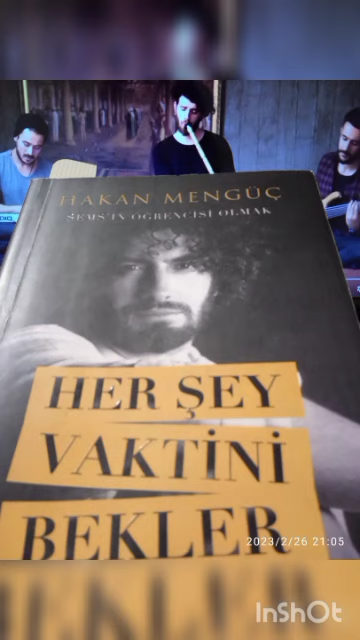 HAKAN MENGÜÇ
ŞEMS'İN ÖĞRENCİSİ OLMAK
HER ŞEY
VAKTİNİ
BEKLER
2023/2/26 21:05
InShOt